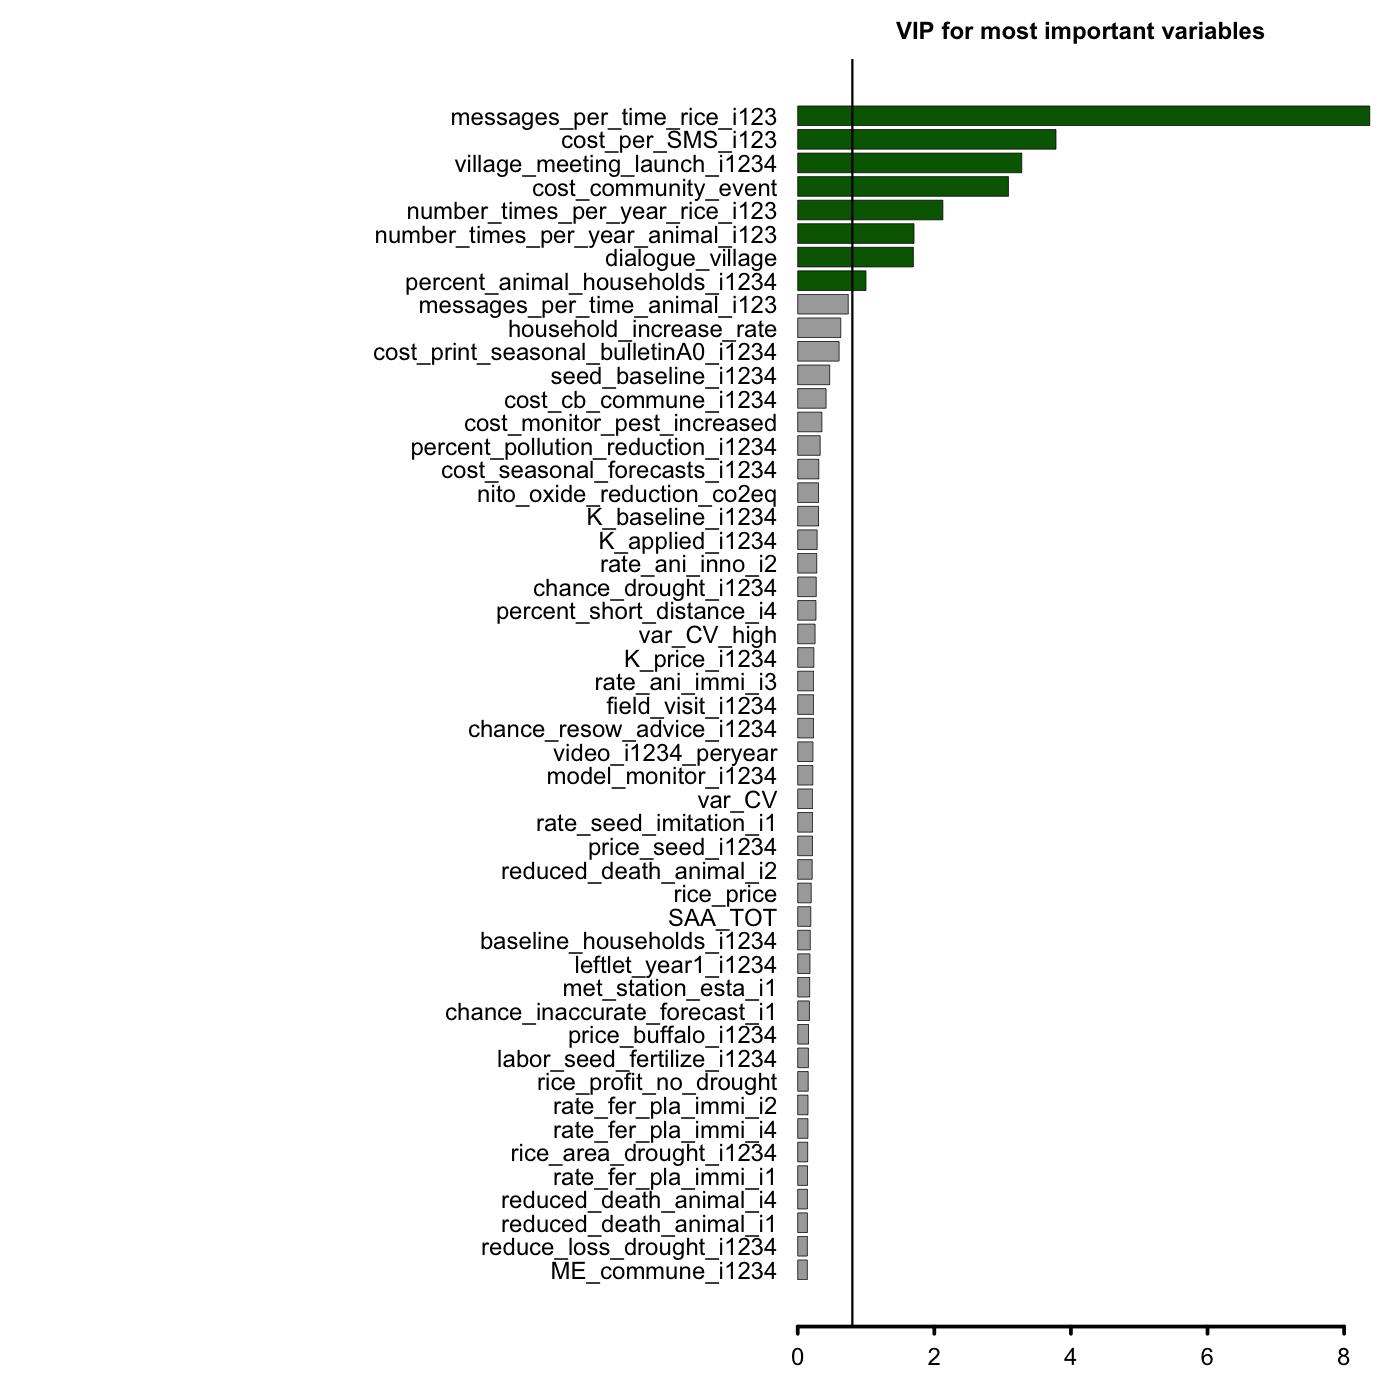 VIP for most important variables
messages_per_time_rice_i123
cost_per_SMS_i123
village_meeting_launch_i1234
cost_community_event
number_times_per_year_rice_i123
number_times_per_year_animal_i123
dialogue_village
percent_animal_households_i1234
messages_per_time_animal_i123
household_increase_rate
cost_print_seasonal_bulletinA0_i1234
seed_baseline_i1234
cost_cb_commune_i1234
cost_monitor_pest_increased
percent_pollution_reduction_i1234
cost_seasonal_forecasts_i1234
nito_oxide_reduction_co2eq
K_baseline_i1234
K_applied_i1234
rate_ani_inno_i2
chance_drought_i1234
percent_short_distance_i4
var_CV_high
K_price_i1234
rate_ani_immi_i3
field_visit_i1234
chance_resow_advice_i1234
video_i1234_peryear
model_monitor_i1234
var_CV
rate_seed_imitation_i1
price_seed_i1234
reduced_death_animal_i2
rice_price
SAA_TOT
baseline_households_i1234
leftlet_year1_i1234
met_station_esta_i1
chance_inaccurate_forecast_i1
price_buffalo_i1234
labor_seed_fertilize_i1234
rice_profit_no_drought
rate_fer_pla_immi_i2
rate_fer_pla_immi_i4
rice_area_drought_i1234
rate_fer_pla_immi_i1
reduced_death_animal_i4
reduced_death_animal_i1
reduce_loss_drought_i1234
ME_commune_i1234
0 2 4 6 8